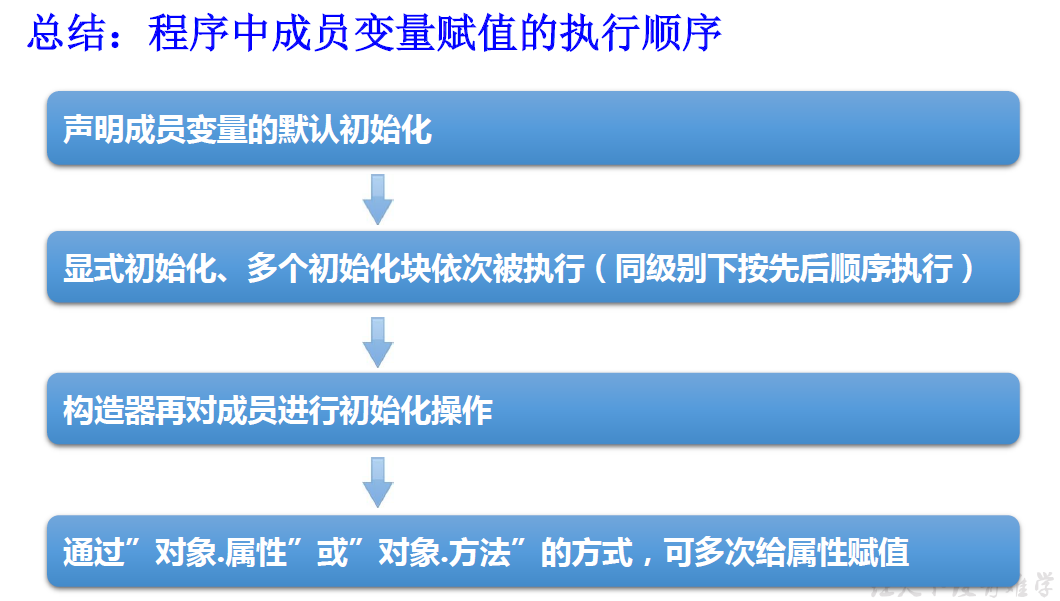 总结：程序中成员变量赋值的执行顺序
声明成员变量的默认初始化
显式初始化、多个初始化块依次被执行（同级别下按先后顺序执行）
构造器再对成员进行初始化操作
通过”对象.属性”或”对象.方法”的方式，可多次给属性赋值